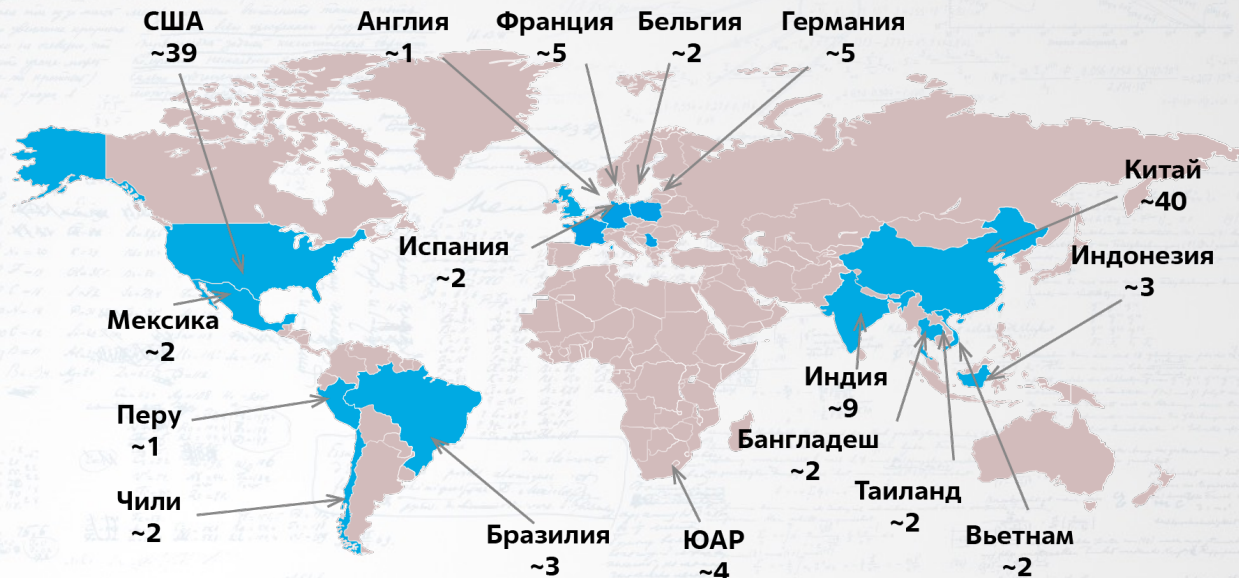 США
~39
Англия
~1
Франция
~5
Бельгия
~2
Германия
~5
Китай
~40
Испания
~2
Индонезия
~3
Мексика
~2
Индия
~9
Перу
~1
Бангладеш
~2
Чили
~2
Таиланд
~2
Бразилия
~3
ЮАР
~4
Вьетнам
~2